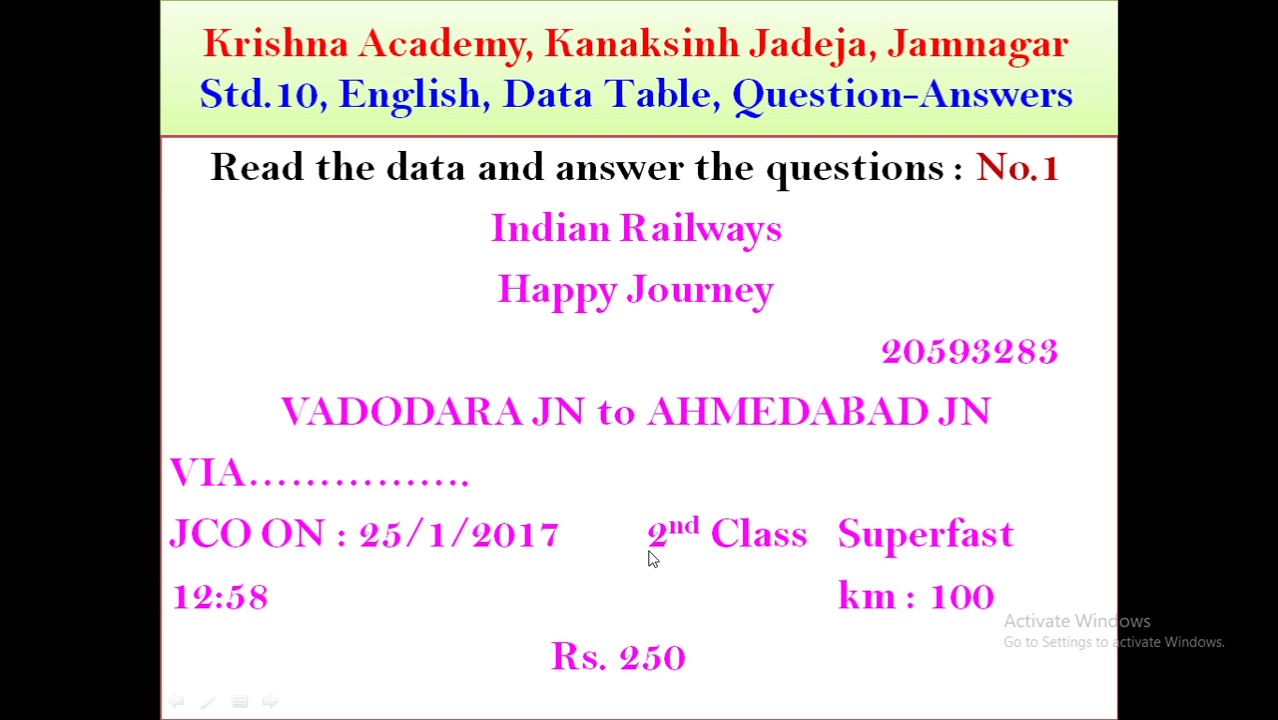 Krishna Academy, Kanaksinh Jadeja, Jamnagar
Std.10, English, Data Table, Question-Answers
Read the data and answer the questions : No.1
Indian Railways
Happy Journey
20593283
VADODARA JN to AHMEDABAD JN
VIA................
JCO ON : 25/1/2017 2nd Class Superfast
12:58 km : 100
Rs. 250
Activate Windows
Go to Settings to activate Windows.